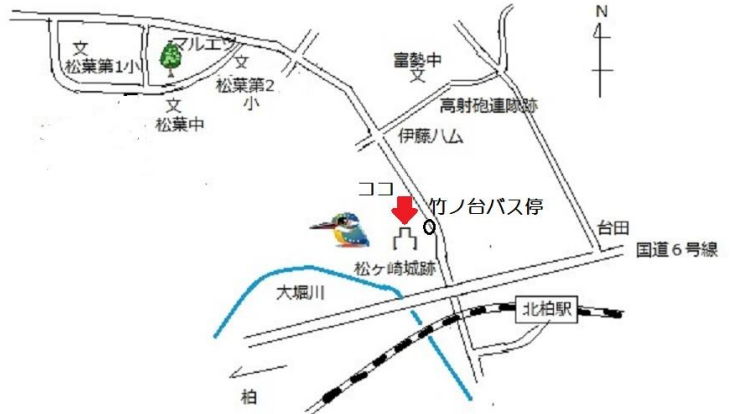 N
マルエツ
文
松葉第1小
文
松葉第2
小
文
松葉中
富勢中
文
高射砲連隊跡
伊藤ハム
ココ
竹ノ台バス停
台田
国道6号線
松ヶ崎城跡
大堀川
北柏駅
柏